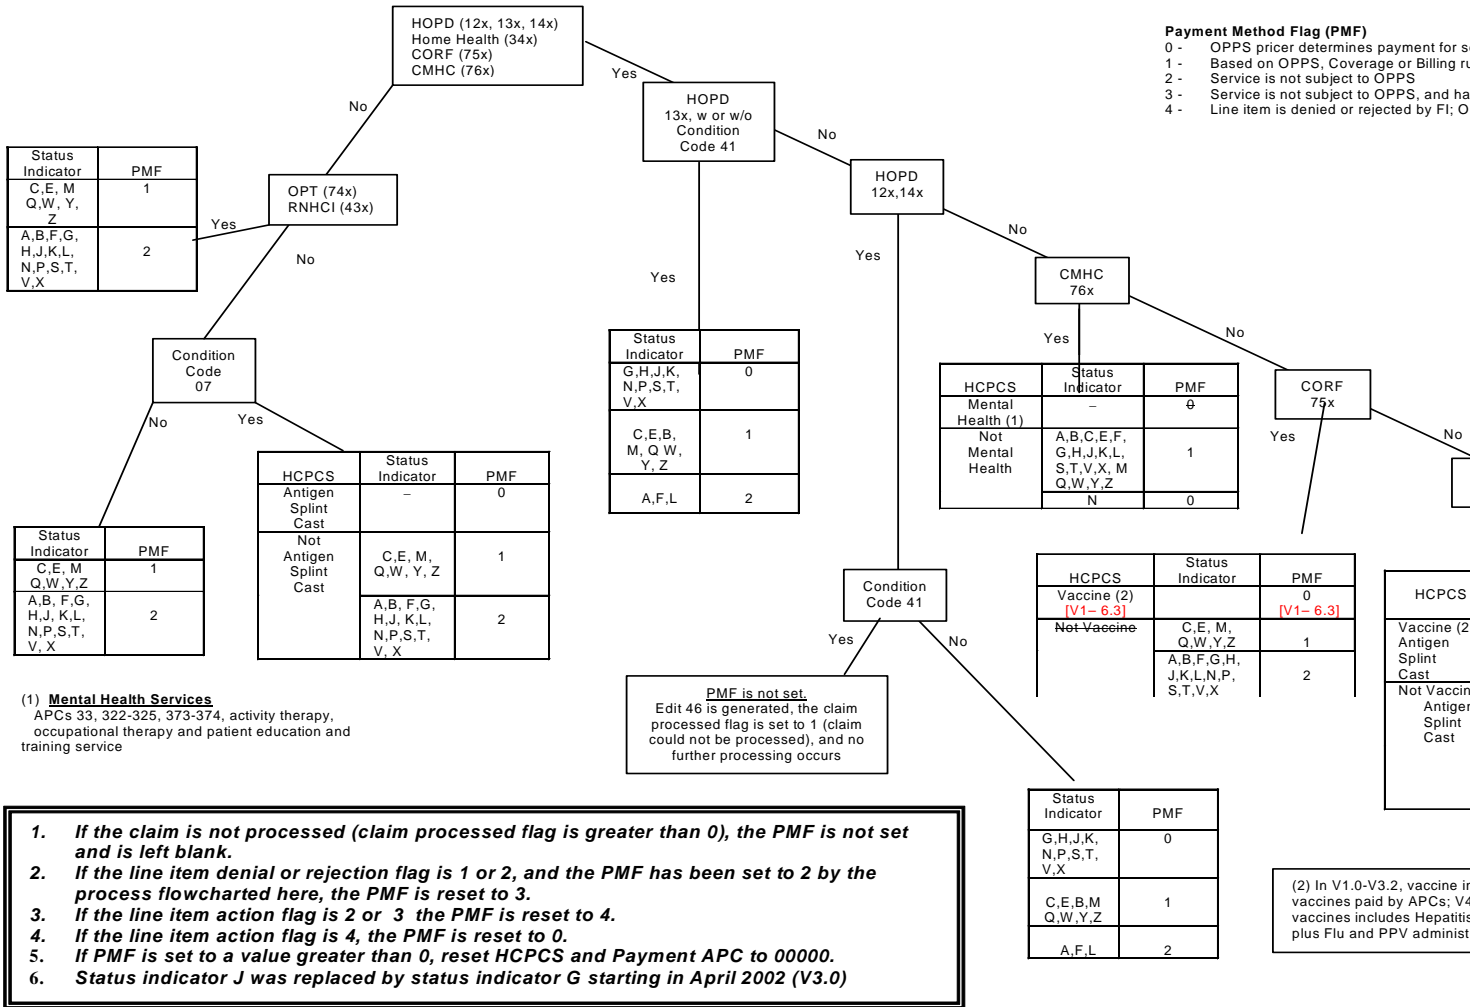 HOPD (12x, 13x, 14x)
Home Health (34x)
CORF (75x)
CMHC (76x)
Payment Method Flag (PMF)
0 - OPPS pricer determines payment for
1 - Based on OPPS, Coverage or Billing
2 - Service is not subject to OPPS
3 - Service is not subject to OPPS, and
4 - Line item is denied or rejected by FI;
Yes
No
HOPD
13x, w or w/o
Condition
Code 41
No
HOPD
12x,14x
Status
Indicator PMF
C,E, M
Q,W, Y,
Z
1
A,B,F,G,
H,J,K,L,
N,P,S,T,
V,X
2
OPT (74x)
RNHCI (43x)
Yes
No
Yes
Yes
No
CMHC
76x
Yes
No
Condition
Code
07
No
Yes
Status
Indicator PMF
G,H,J,K,
N,P,S,T,
V,X
0
C,E,B,
M, Q W,
Y, Z
1
A,F,L 2
HCPCS Status
Indicator PMF
Mental
Health (1)
– 0
Not
Mental
Health
A,B,C,E,F,
G,H,J,K,L,
S,T,V,X, M
Q,W,Y,Z
1
N 0
CORF
75x
Yes
No
HCPCS Status
Indicator PMF
Antigen
Splint
Cast
– 0
Not
Antigen
Splint
Cast
C,E, M,
Q,W, Y, Z
1
A,B, F,G,
H,J, K,L,
N,P,S,T,
V, X
2
Status
Indicator PMF
C,E, M
Q,W,Y,Z
1
A,B, F,G,
H,J, K,L,
N,P,S,T,
V, X
2
Condition
Code 41
Yes
No
HCPCS Status
Indicator PMF
Vaccine (2)
[V1– 6.3]
0
[V1– 6.3]
Not Vaccine
C,E, M,
Q,W,Y,Z
1
A,B,F,G,H,
J,K,L,N,P,
S,T,V,X
2
HCPCS
Vaccine (2
Antigen
Splint
Cast
Not
Antigen
Splint
Cast
PMF is not set.
Edit 46 is generated, the claim
processed flag is set to 1 (claim
could not be processed), and no
further processing occurs
(1) Mental Health Services
APCs 33, 322-325, 373-374, activity therapy,
occupational therapy and patient education and
training service
Status
Indicator PMF
G,H,J,K,
N,P,S,T,
V,X
0
C,E,B,M
Q,W,Y,Z
1
A,F,L 2
1. If the claim is not processed (claim processed flag is greater than 0), the PMF is not set
and is left blank.
2. If the line item denial or rejection flag is 1 or 2, and the PMF has been set to 2 by the
process flowcharted here, the PMF is reset to 3.
3. If the line item action flag is 2 or 3 the PMF is reset to 4.
4. If the line item action flag is 4, the PMF is reset to 0.
5. If PMF is set to a value greater than 0, reset HCPCS and Payment APC to 00000.
6. Status indicator J was replaced by status indicator G starting in April 2002 (V3.0)
(2) In V1.0-V3.2, vaccine
vaccines paid by APCs;
vaccines includes
plus Flu and PPV